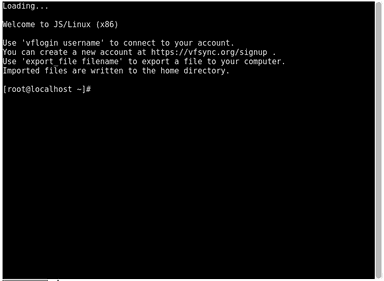 Loading...
Welcome to JS/Linux (x86)
Use 'vflogin username' to connect to your account.
You can create a new account at https://vfsync.org/signup .
Use 'export_file filename' to export a file to your computer.
Imported files are written to the home directory.
[root@localhost ~]#